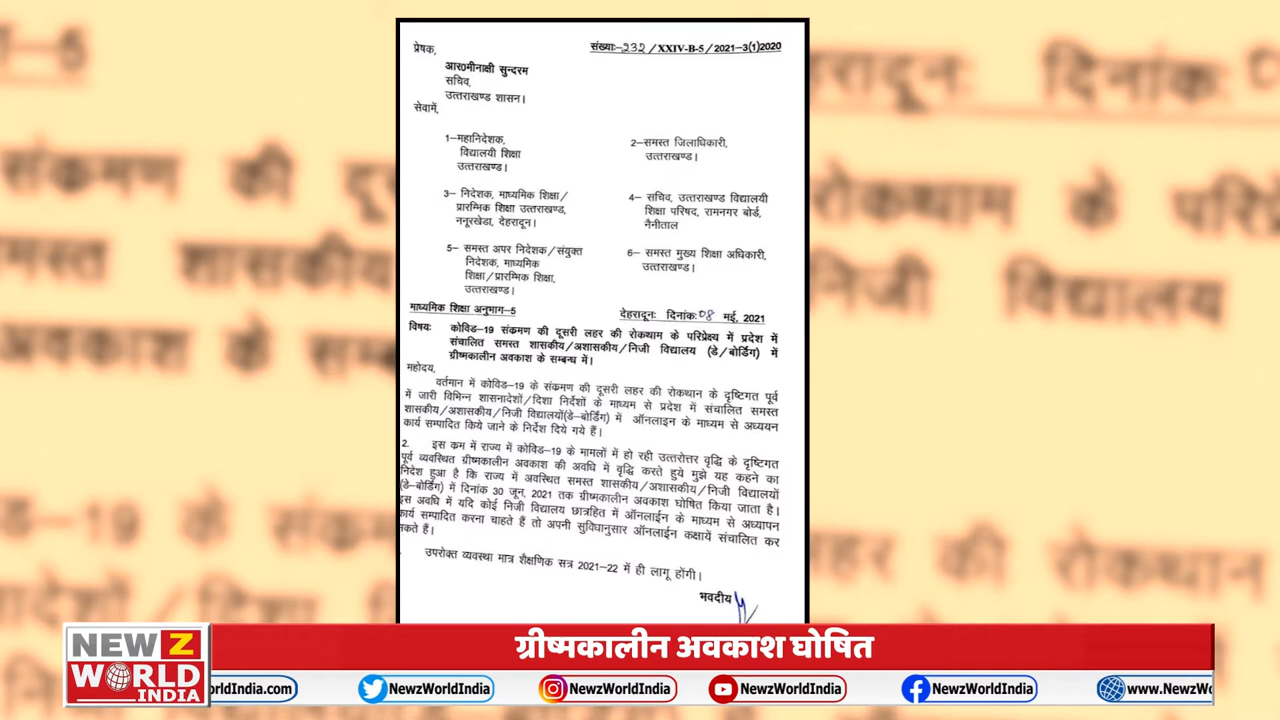 संख्याः-232/XXIV-B-5/2021-3(1)2020
प्रेषक,
आर0मीनाक्षी सुन्दरम
सचिव,
उत्तराखण्ड शासन।
सेवामें,
1-महानिदेशक,
विद्यालयी शिक्षा
उत्तराखण्ड।
2-समस्त जिलाधिकारी,
उत्तराखण्ड।
3- निदेशक, माध्यमिक शिक्षा/
प्रारम्भिक शिक्षा उत्तराखण्ड,
ननूरखेडा, देहरादून।
4- सचिव, उत्तराखण्ड विद्यालयी
शिक्षा परिषद, रामनगर बोर्ड,
नैनीताल
5- समस्त अपर निदेशक/संयुक्त
निदेशक, माध्यमिक
शिक्षा/प्रारम्भिक शिक्षा,
उत्तराखण्ड।
6- समस्त मुख्य शिक्षा अधिकारी,
उत्तराखण्ड।
माध्यमिक शिक्षा अनुभाग-5
देहरादूनः दिनांकः08 मई, 2021
विषयः कोविड-19 संकमण की दूसरी लहर की रोकथाम के परिप्रेक्ष्य में प्रदेश में
संचालित समस्त शासकीय/अशासकीय/निजी विद्यालय (डे/बोर्डिंग) में
ग्रीष्मकालीन अवकाश के सम्बन्ध में।
महोदय,
वर्तमान में कोविड-19 के संकमण की दूसरी लहर की रोकथान के दृष्टिगत पूर्व
में जारी विभिन्न शासनादेशों/दिशा निर्देशों के माध्यम से प्रदेश में संचालित समस्त
शासकीय/अशासकीय/निजी विद्यालयों(डे-बोर्डिंग) में ऑनलाइन के माध्यम से अध्ययन
कार्य सम्पादित किये जाने के निर्देश दिये गये हैं।
2. इस कम में राज्य में कोविड-19 के मामलों में हो रही उत्तरोत्तर वृद्धि के दृष्टिगत
पूर्व व्यवस्थित ग्रीष्मकालीन अवकाश की अवधि में वृद्धि करते हुये मुझे यह कहने का
निदेश हुआ है कि राज्य में अवस्थित समस्त शासकीय/अशासकीय/निजी विद्यालयों
(डे-बोर्डिंग) में दिनांक 30 जून, 2021 तक ग्रीष्मकालीन अवकाश घोषित किया जाता है।
इस अवधि में यदि कोई निजी विद्यालय छात्रहित में ऑनलाईन के माध्यम से अध्यापन
कार्य सम्पादित करना चाहते हैं तो अपनी सुविधानुसार ऑनलाईन कक्षायें संचालित कर
सकते हैं।
उपरोक्त व्यवस्था मात्र शैक्षणिक सत्र 2021-22 में ही लागू होंगी।
भवदीय
ग्रीष्मकालीन अवकाश घोषित
NEWZ
WORLD
INDIA
orldIndia.com
NewzWorldIndia
NewzWorldIndia
NewzWorldIndia
NewzWorldIndia
www.NewzWo